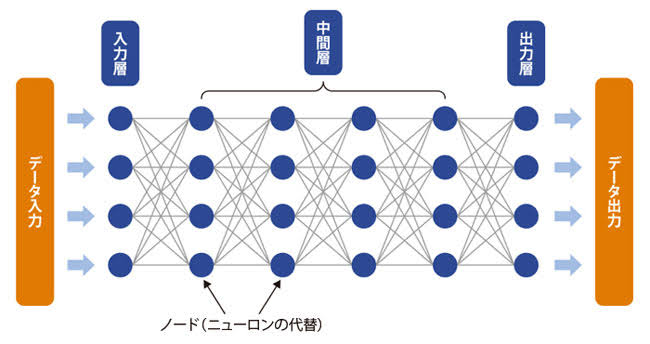 入力層
中間層
出力層
データ入力
データ出力
ノード（ニューロンの代替）